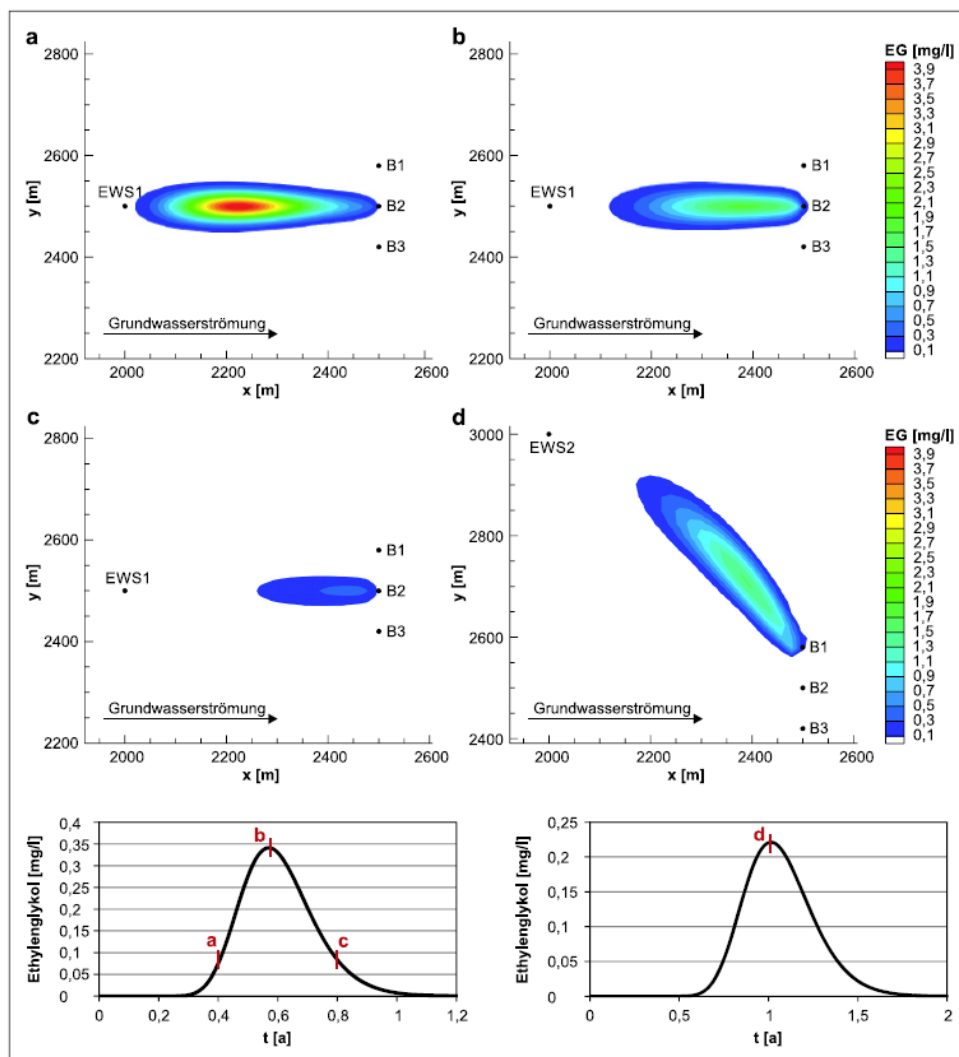 a
2800
2600
2400
2200
y [m]
EWS1
B1
B2
B3
Grundwasserströmung
2000 2200 2400 2600
x [m]
b
2800
2600
2400
2200
y [m]
EWS1
B1
B2
B3
Grundwasserströmung
2000 2200 2400 2600
x [m]
EG [mg/l]
3,9
3,7
3,5
3,3
3,1
2,9
2,7
2,5
2,3
2,1
1,9
1,7
1,5
1,3
1,1
0,9
0,7
0,5
0,3
0,1
c
2800
2600
2400
2200
y [m]
EWS1
B1
B2
B3
Grundwasserströmung
2000 2200 2400 2600
x [m]
d
3000
2800
2600
2400
y [m]
EWS2
B1
B2
B3
Grundwasserströmung
2000 2200 2400 2600
x [m]
EG [mg/l]
3,9
3,7
3,5
3,3
3,1
2,9
2,7
2,5
2,3
2,1
1,9
1,7
1,5
1,3
1,1
0,9
0,7
0,5
0,3
0,1
Ethylenglykol [mg/l]
0,4
0,35
0,3
0,25
0,2
0,15
0,1
0,05
0
a
b
c
0 0,2 0,4 0,6 0,8 1 1,2
t [a]
Ethylenglykol [mg/l]
0,25
0,2
0,15
0,1
0,05
0
d
0 0,5 1 1,5 2
t [a]